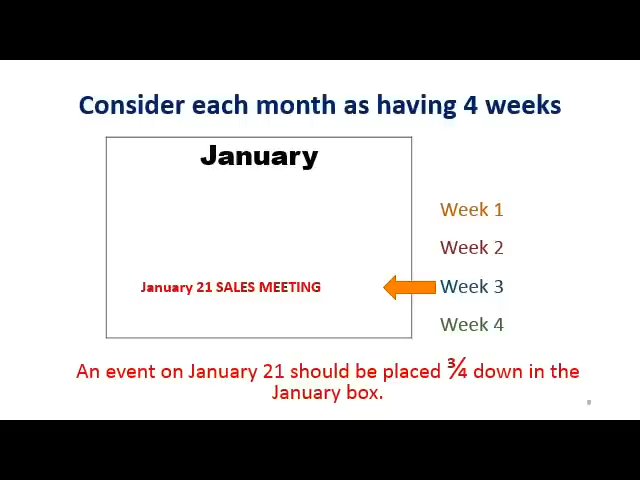 Consider each month as having 4 weeks
January
Week 1
Week 2
January 21 SALES MEETING
Week 3
Week 4
An event on January 21 should be placed ¾ down in the
January box.